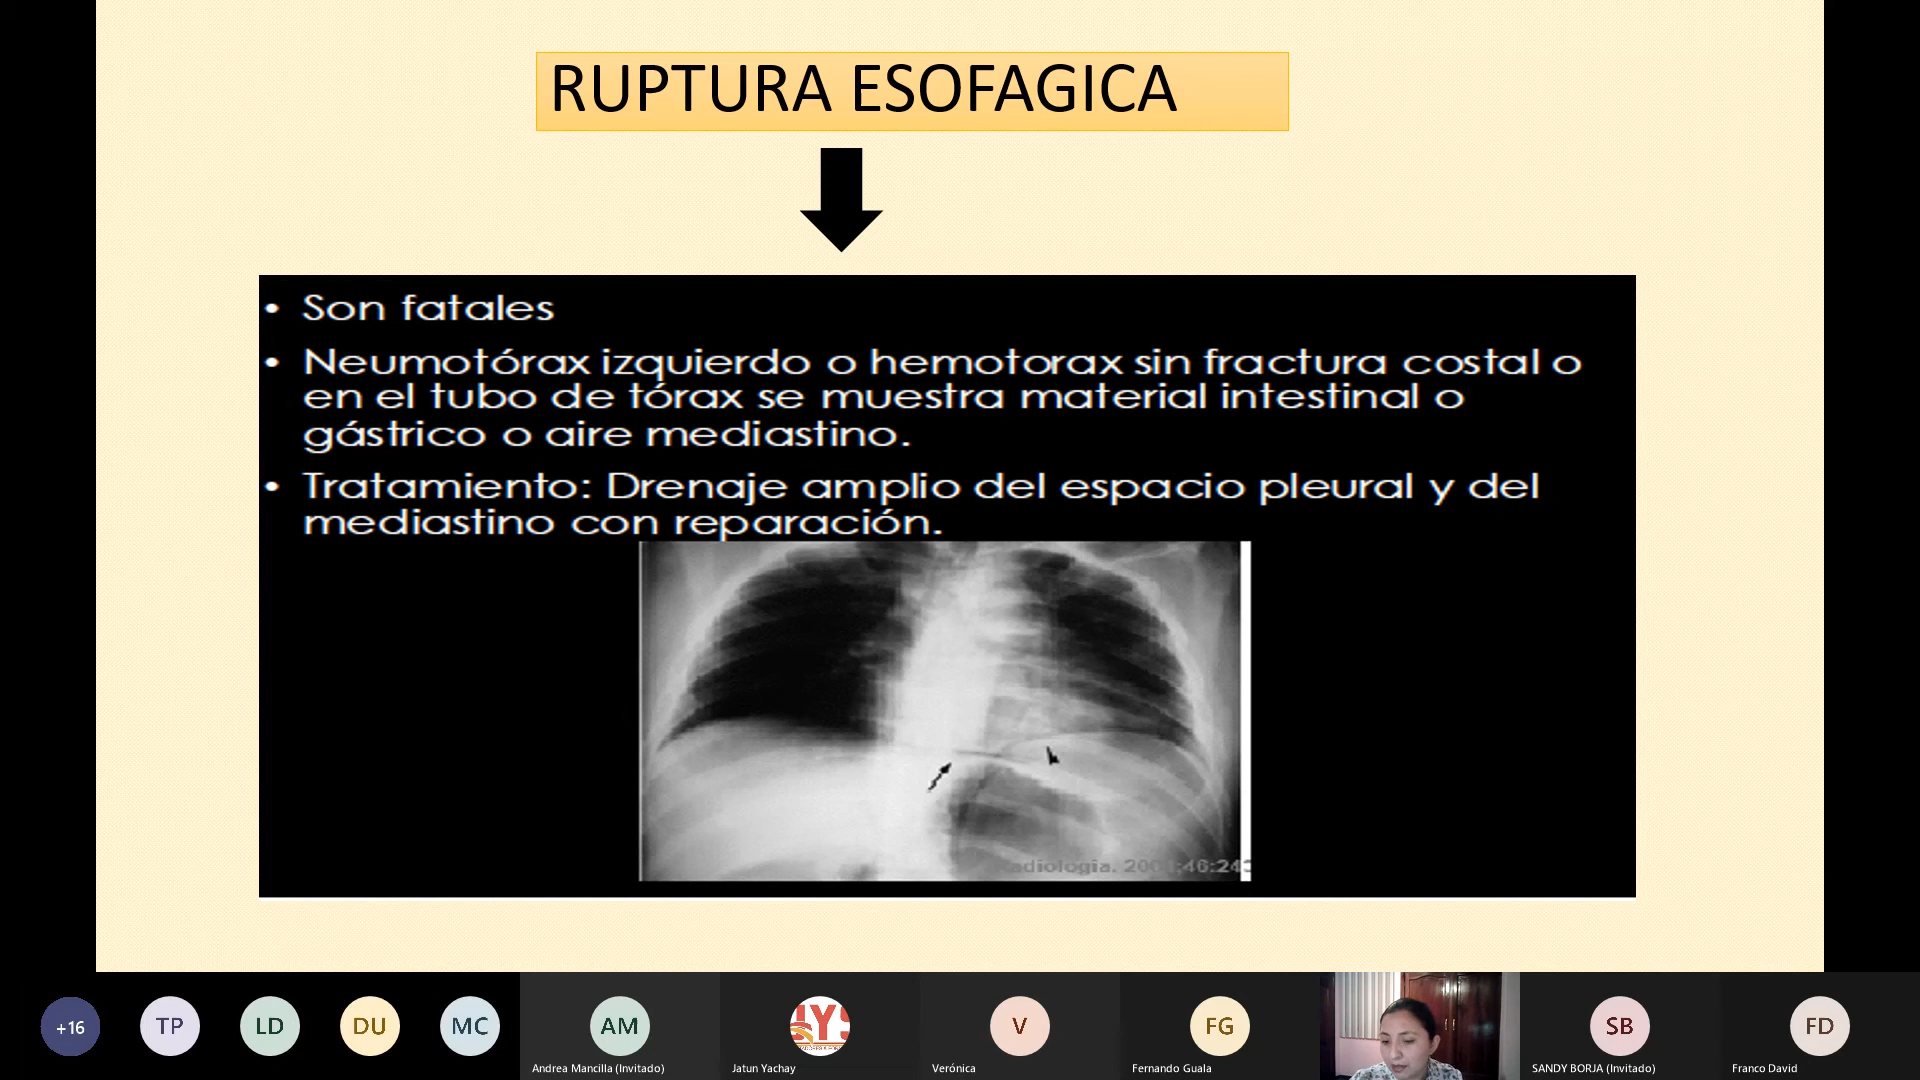 RUPTURA ESOFAGICA
• Son fatales
• Neumotórax izquierdo o hemotorax sin fractura costal o
en el tubo de tórax se muestra material intestinal o
gástrico o aire mediastino.
• Tratamiento: Drenaje amplio del espacio pleural y del
mediastino con reparación.
+16
TP
LD
DU
MC
AM
V
FG
SB
FD
Andrea Mancilla (Invitado)
Jatun Yachay
Verónica
Fernando Guala
SANDY BORJA (Invitado)
Franco David